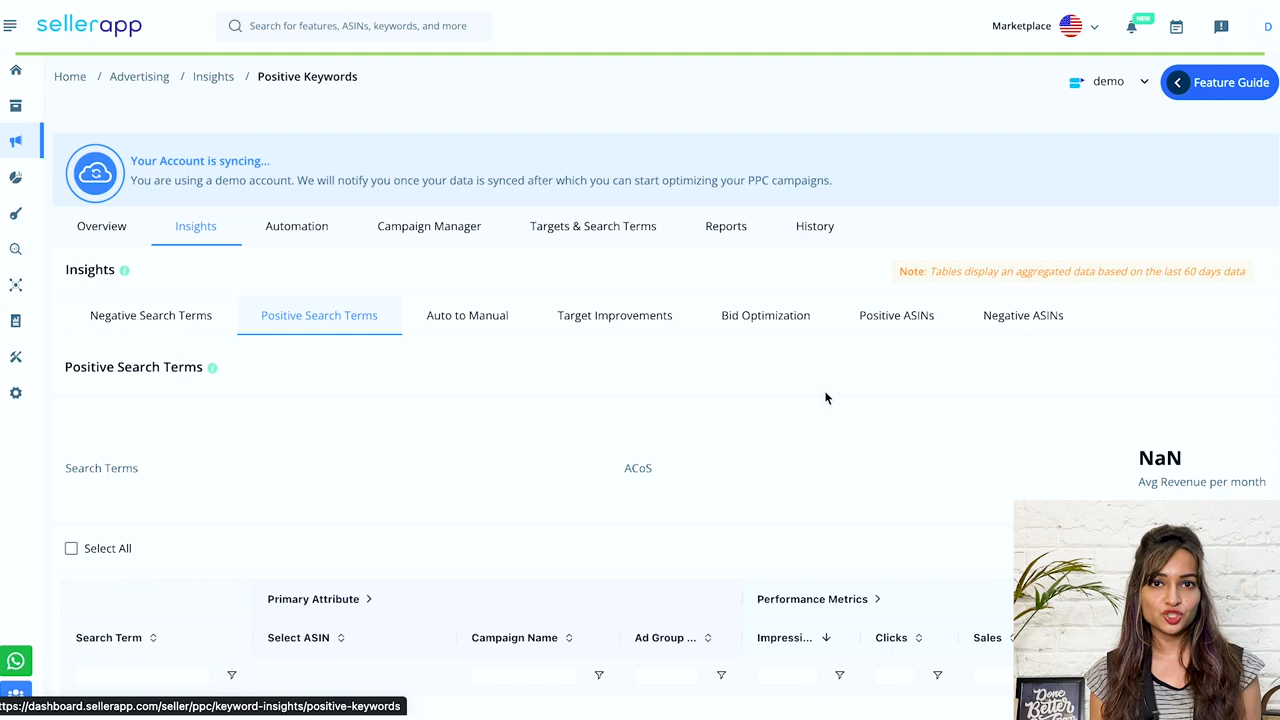 sellerapp
Search for features, ASINs, keywords, and more
Marketplace
NEW
D
Home / Advertising / Insights / Positive Keywords
demo
Feature Guide
Your Account is syncing...
You are using a demo account. We will notify you once your data is synced after which you can start optimizing your PPC campaigns.
Overview Insights Automation Campaign Manager Targets & Search Terms Reports History
Insights
Note: Tables display an aggregated data based on the last 60 days data
Negative Search Terms Positive Search Terms Auto to Manual Target Improvements Bid Optimization Positive ASINs Negative ASINs
Positive Search Terms
NaN
Search Terms ACoS
Avg Revenue per month
Select All
Primary Attribute Performance Metrics
Search Term Select ASIN Campaign Name Ad Group ... Impressi... Clicks Sales
ttps://dashboard.sellerapp.com/seller/ppc/keyword-insights/positive-keywords
Done
Better